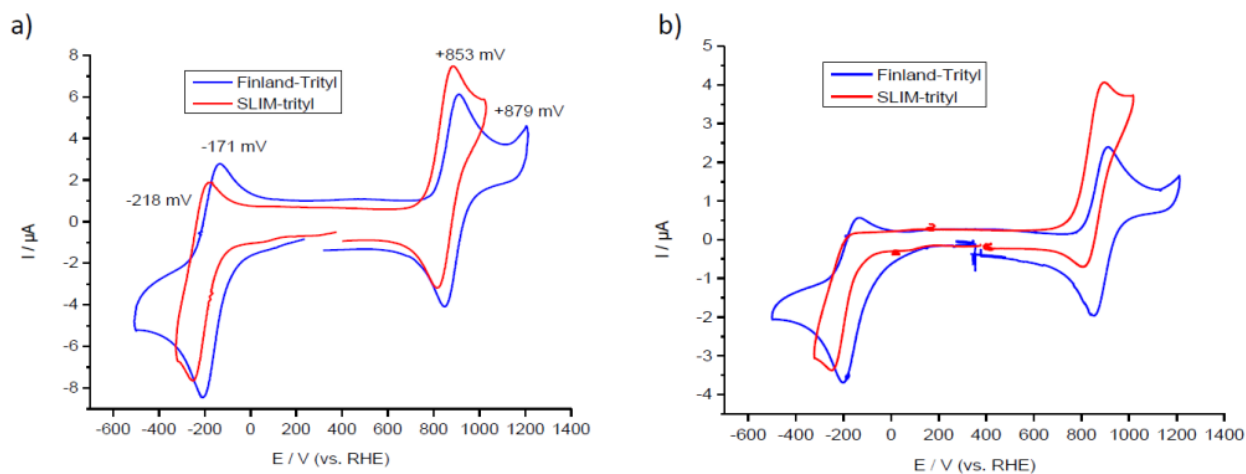 a)
8
6
4
2
0
-2
-4
-6
-8
I / µA
Finland-Trityl
SLIM-trityl
+853 mV
+879 mV
-171 mV
-218 mV
-600 -400 -200 0 200 400 600 800 1000 1200 1400
E / V (vs. RHE)
b)
5
4
3
2
1
0
-1
-2
-3
-4
I / µA
Finland-Trityl
SLIM-trityl
-600 -400 -200 0 200 400 600 800 1000 1200 1400
E / V (vs. RHE)